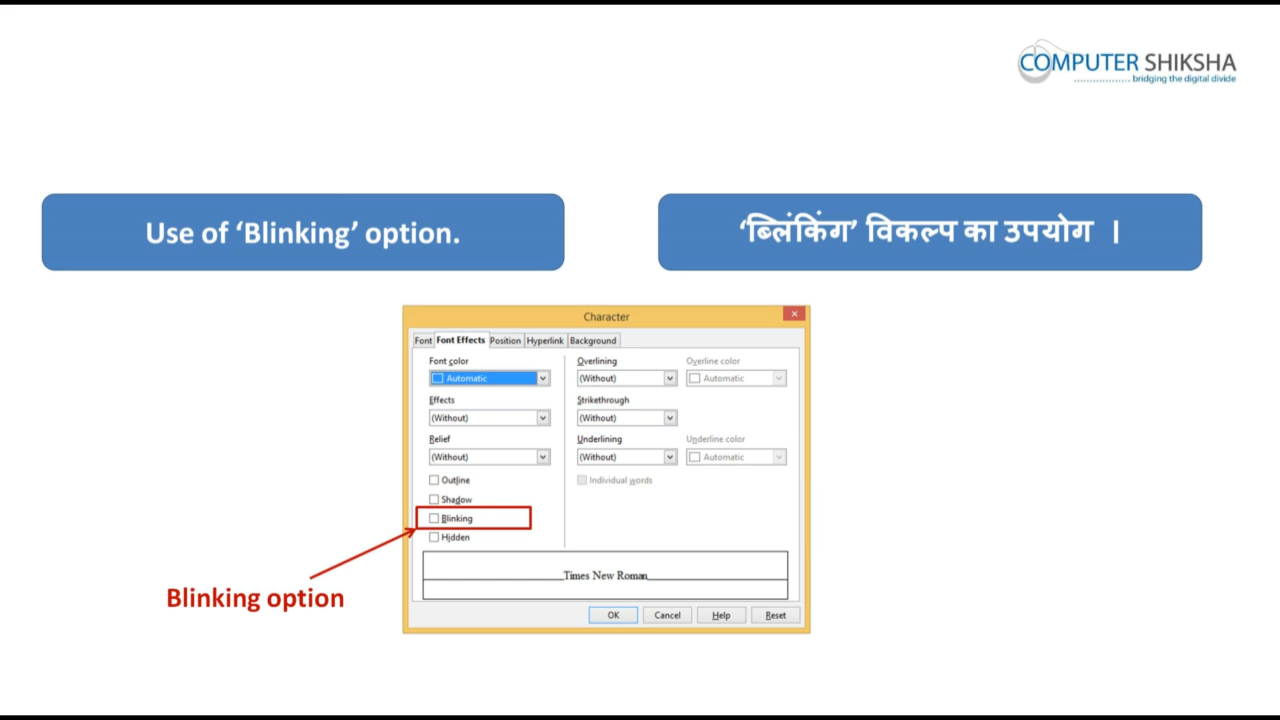 COMPUTER SHIKSHA
bridging the digital divide
Use of ‘Blinking’ option.
‘ब्लिंकिंग’ विकल्प का उपयोग ।
Character
Font Font Effects Position Hyperlink Background
Font color
Automatic
Effects
(Without)
Relief
(Without)
Outline
Shadow
Blinking
Hidden
Overlining
(Without)
Overline color
Automatic
Strikethrough
(Without)
Underlining
(Without)
Underline color
Automatic
Individual words
Times New Roman
OK Cancel Help Reset
Blinking option